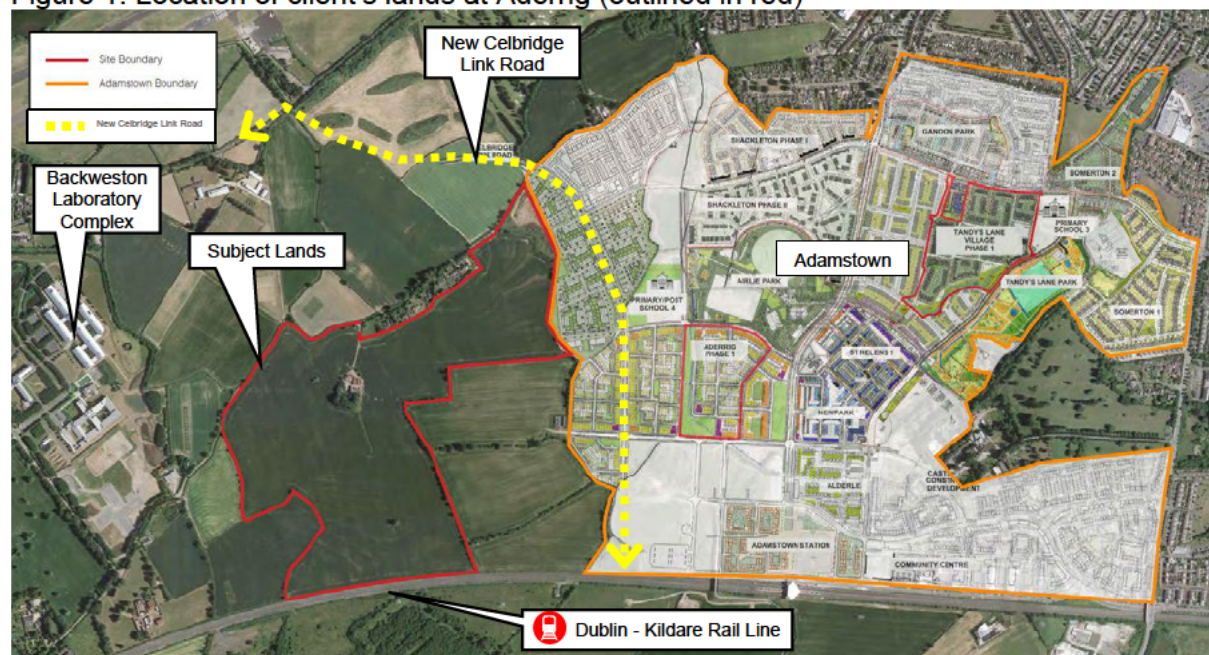 Figure 1: Location of client's lands at Aderrig (outlined in red)
Site Boundary
Adamstown Boundary
New Celbridge Link Road
New Celbridge
Link Road
Backweston
Laboratory
Complex
Subject Lands
SHACKLETON PHASE I
SHACKLETON PHASE II
GANDON PARK
SOMERTON 2
TANDY'S LANE
VILLAGE
PHASE 1
PRIMARY
SCHOOL 3
Adamstown
TANDY'S LANE PARK
SOMERTON 1
AIRLIE PARK
PRIMARY/POST
SCHOOL 4
ADERRIG
PHASE 1
ST HELENS 1
ALDERLE
ADAMSTOWN STATION
COMMUNITY CENTRE
DEVELOPMENT
Dublin - Kildare Rail Line